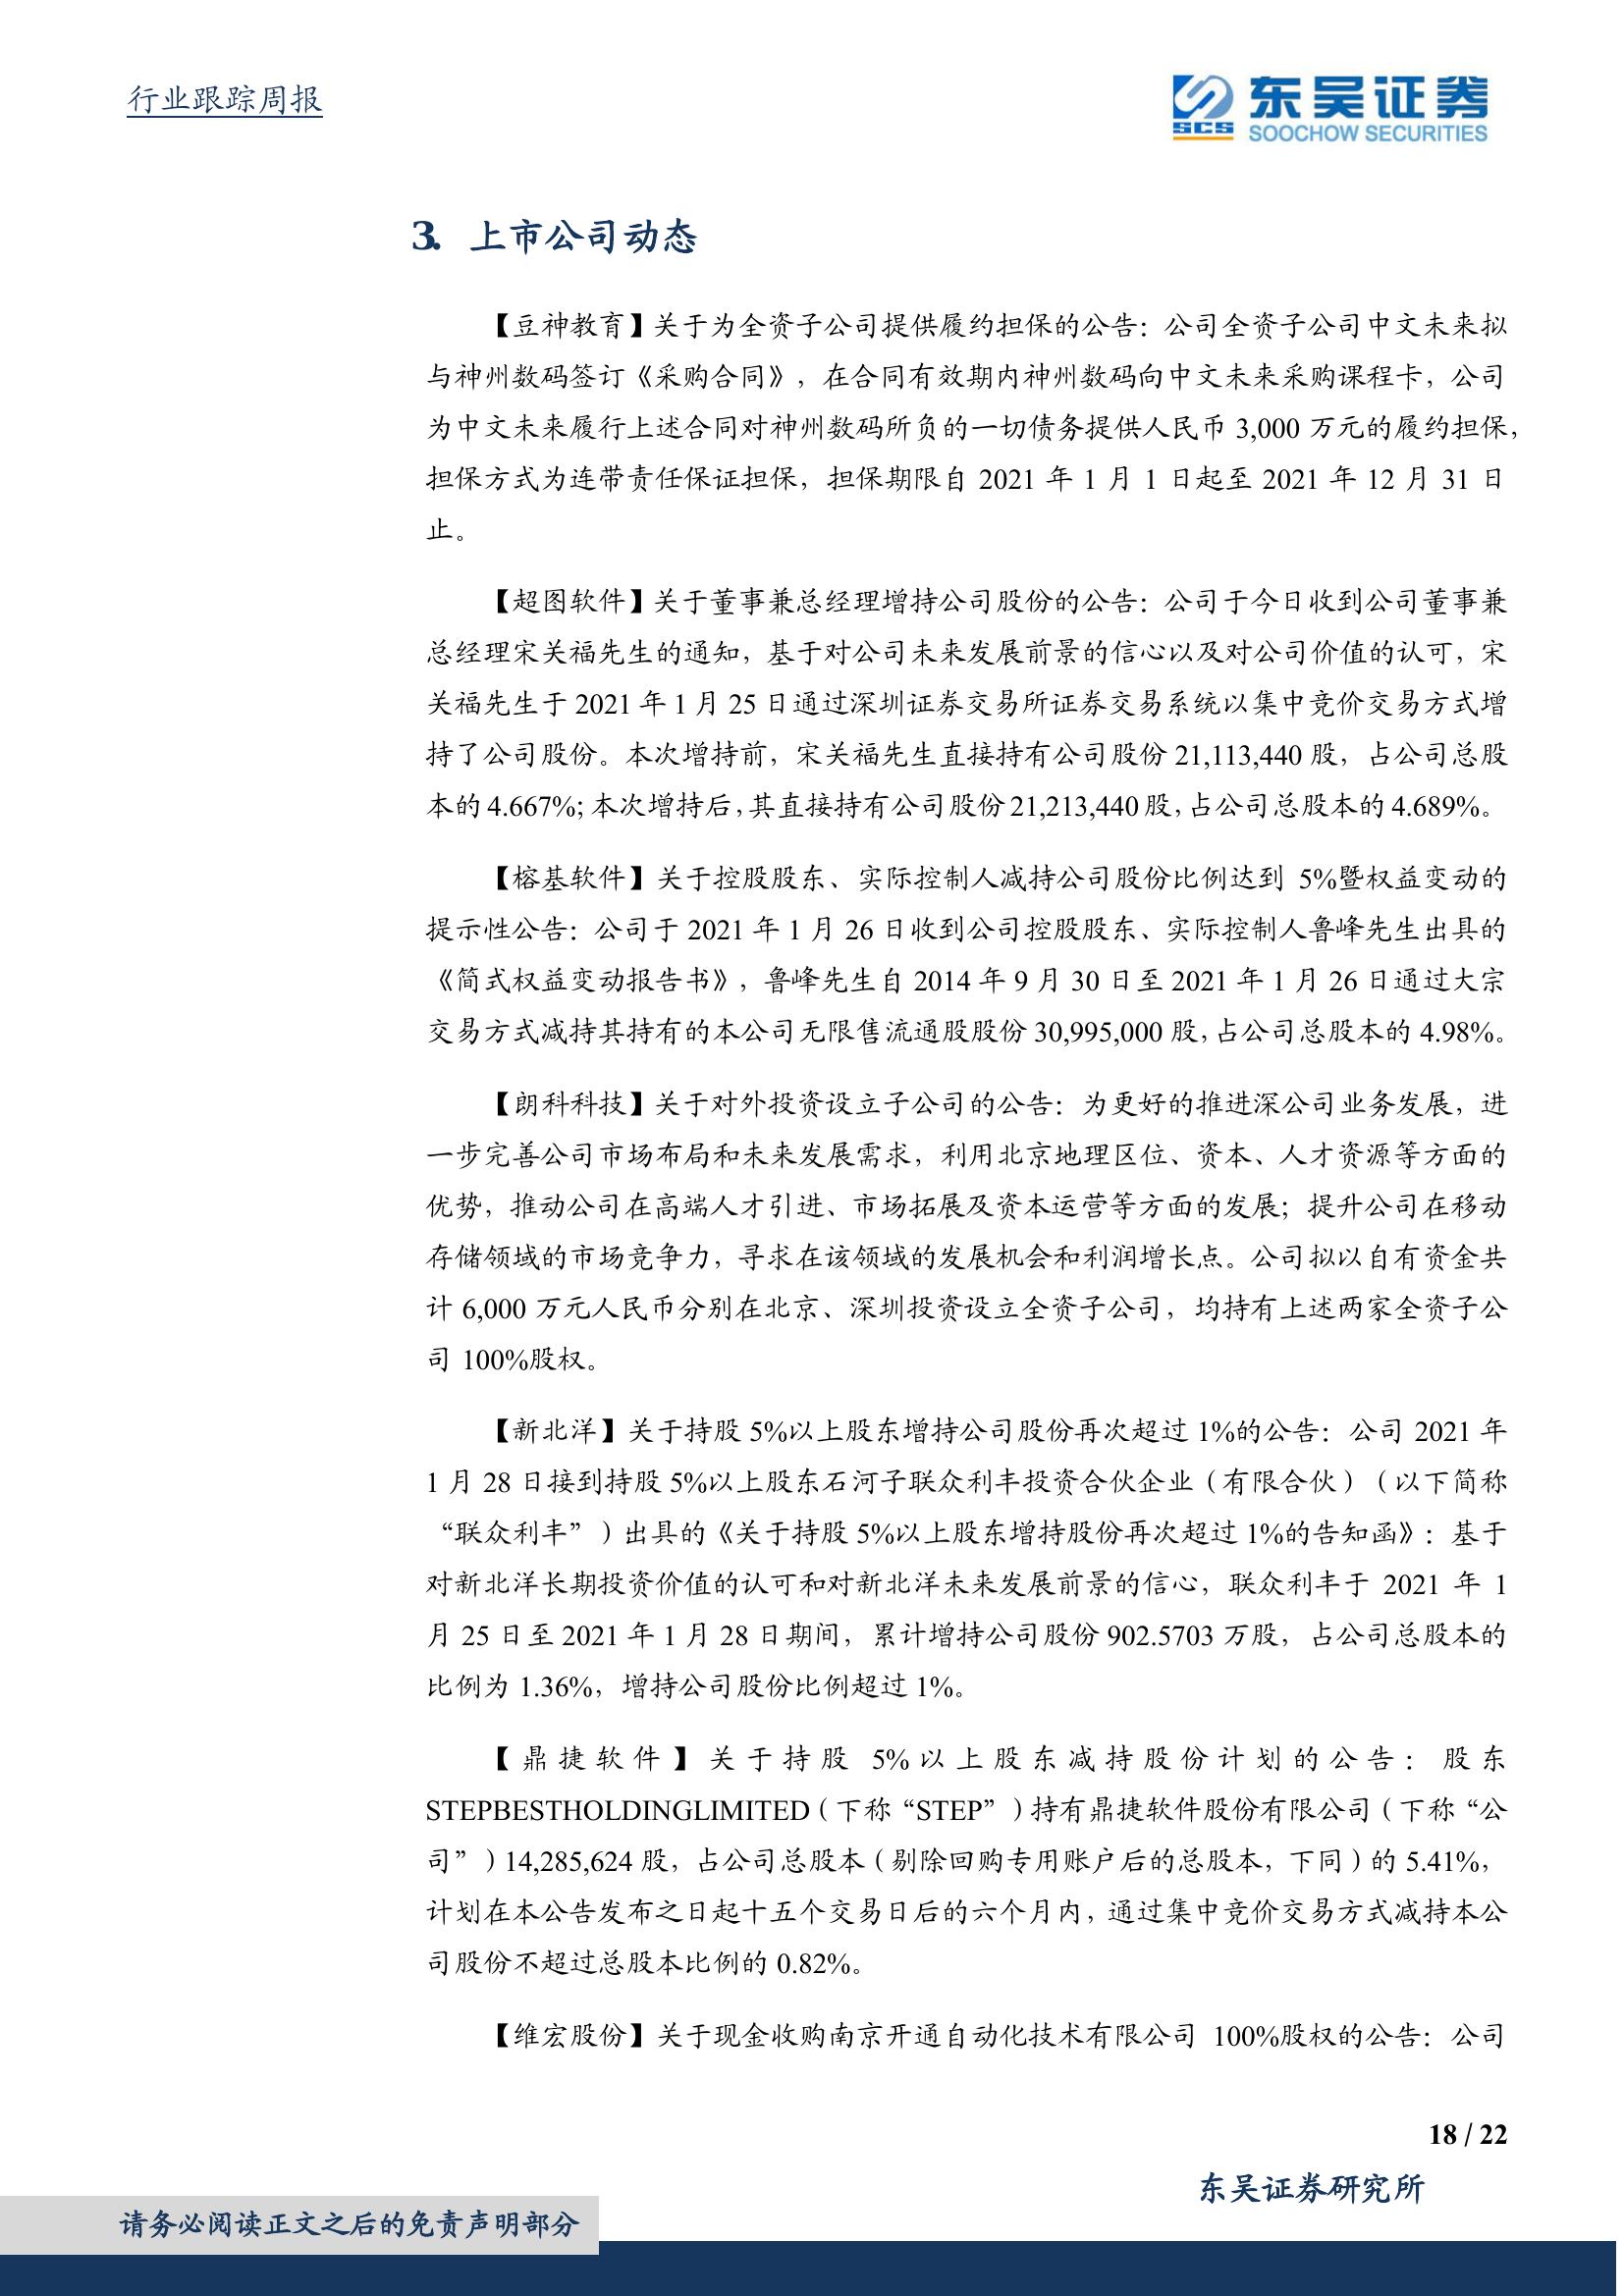 行业跟踪周报
SCS
东吴证券
SOOCHOW SECURITIES
3. 上市公司动态
【豆神教育】关于为全资子公司提供履约担保的公告：公司全资子公司中文未来拟
与神州数码签订《采购合同》，在合同有效期内神州数码向中文未来采购课程卡，公司
为中文未来履行上述合同对神州数码所负的一切债务提供人民币 3,000 万元的履约担保，
担保方式为连带责任保证担保，担保期限自 2021 年 1 月 1 日起至 2021 年 12 月 31 日
止。
【超图软件】关于董事兼总经理增持公司股份的公告：公司于今日收到公司董事兼
总经理宋关福先生的通知，基于对公司未来发展前景的信心以及对公司价值的认可，宋
关福先生于 2021 年 1 月 25 日通过深圳证券交易所证券交易系统以集中竞价交易方式增
持了公司股份。本次增持前，宋关福先生直接持有公司股份 21,113,440 股，占公司总股
本的 4.667%；本次增持后，其直接持有公司股份 21,213,440 股，占公司总股本的 4.689%。
【榕基软件】关于控股股东、实际控制人减持公司股份比例达到 5%暨权益变动的
提示性公告：公司于 2021 年 1 月 26 日收到公司控股股东、实际控制人鲁峰先生出具的
《简式权益变动报告书》，鲁峰先生自 2014 年 9 月 30 日至 2021 年 1 月 26 日通过大宗
交易方式减持其持有的本公司无限售流通股股份 30,995,000 股，占公司总股本的 4.98%。
【朗科科技】关于对外投资设立子公司的公告：为更好的推进深公司业务发展，进
一步完善公司市场布局和未来发展需求，利用北京地理区位、资本、人才资源等方面的
优势，推动公司在高端人才引进、市场拓展及资本运营等方面的发展；提升公司在移动
存储领域的市场竞争力，寻求在该领域的发展机会和利润增长点。公司拟以自有资金共
计 6,000 万元人民币分别在北京、深圳投资设立全资子公司，均持有上述两家全资子公
司 100%股权。
【新北洋】关于持股 5%以上股东增持公司股份再次超过 1%的公告：公司 2021 年
1 月 28 日接到持股 5%以上股东石河子联众利丰投资合伙企业（有限合伙）（以下简称
“联众利丰”）出具的《关于持股 5%以上股东增持股份再次超过 1%的告知函》：基于
对新北洋长期投资价值的认可和对新北洋未来发展前景的信心，联众利丰于 2021 年 1
月 25 日至 2021 年 1 月 28 日期间，累计增持公司股份 902.5703 万股，占公司总股本的
比例为 1.36%，增持公司股份比例超过 1%。
【鼎捷软件】关于持股 5%以上股东减持股份计划的公告：股东
STEPBESTHOLDINGLIMITED（下称“STEP”）持有鼎捷软件股份有限公司（下称“公
司”）14,285,624 股，占公司总股本（剔除回购专用账户后的总股本，下同）的 5.41%，
计划在本公告发布之日起十五个交易日后的六个月内，通过集中竞价交易方式减持本公
司股份不超过总股本比例的 0.82%。
【维宏股份】关于现金收购南京开通自动化技术有限公司 100%股权的公告：公司
18 / 22
东吴证券研究所
请务必阅读正文之后的免责声明部分